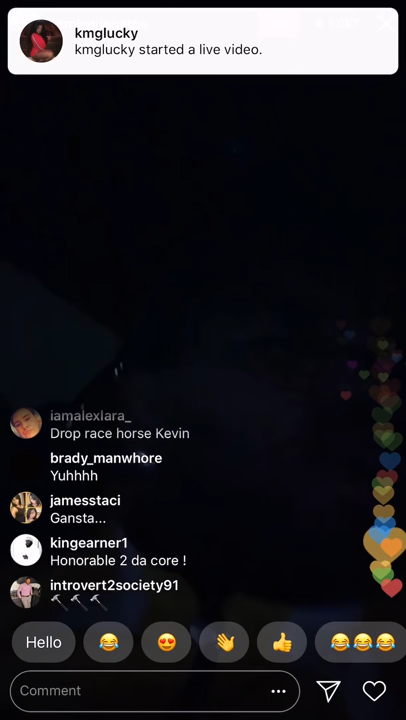 kmglucky
kmglucky started a live video.
iamalexlara_
Drop race horse Kevin
brady_manwhore
Yuhhhh
jamesstaci
Gansta...
kingearner1
Honorable 2 da core !
introvert2society91
🔨 🔨 🔨
Hello 😂 😍 👋 👍 😂😂😂
Comment